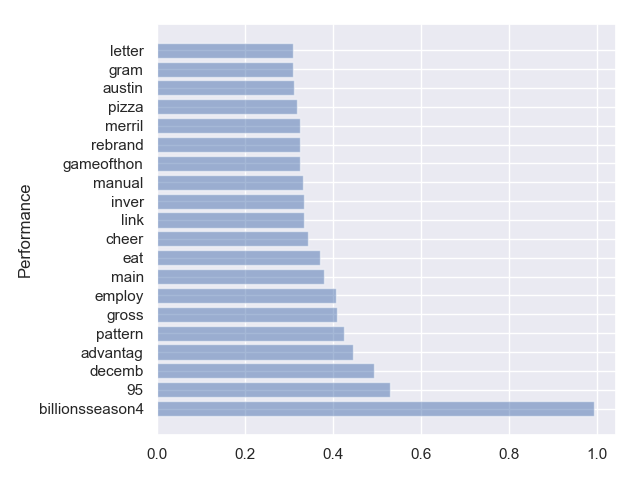 letter
gram
austin
pizza
merril
rebrand
gameofthon
manual
inver
link
cheer
eat
main
employ
gross
pattern
advantag
decemb
95
billionsseason4
Performance
0.0 0.2 0.4 0.6 0.8 1.0